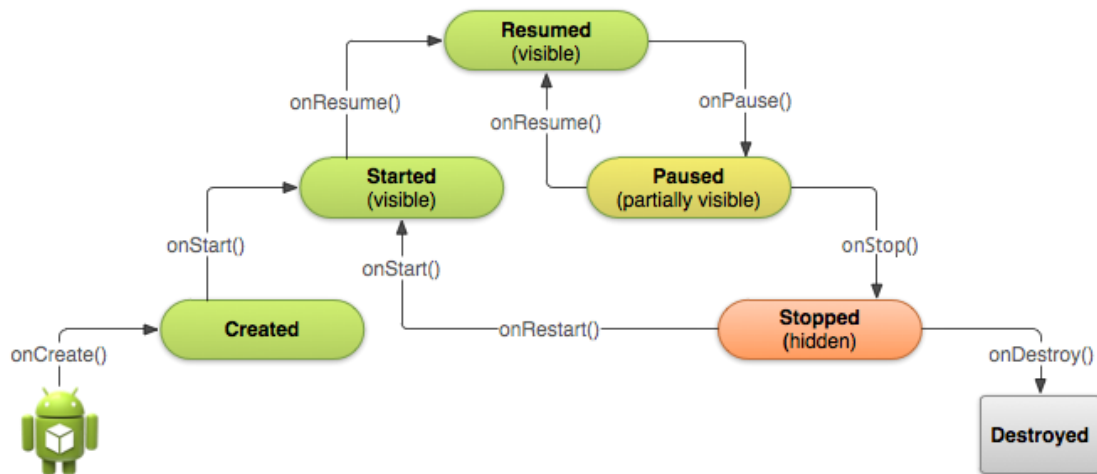 Resumed
(visible)
onResume()
onResume()
onPause()
Started
(visible)
Paused
(partially visible)
onStart()
onStart()
onStop()
Created
onRestart()
Stopped
(hidden)
onCreate()
onDestroy()
Destroyed